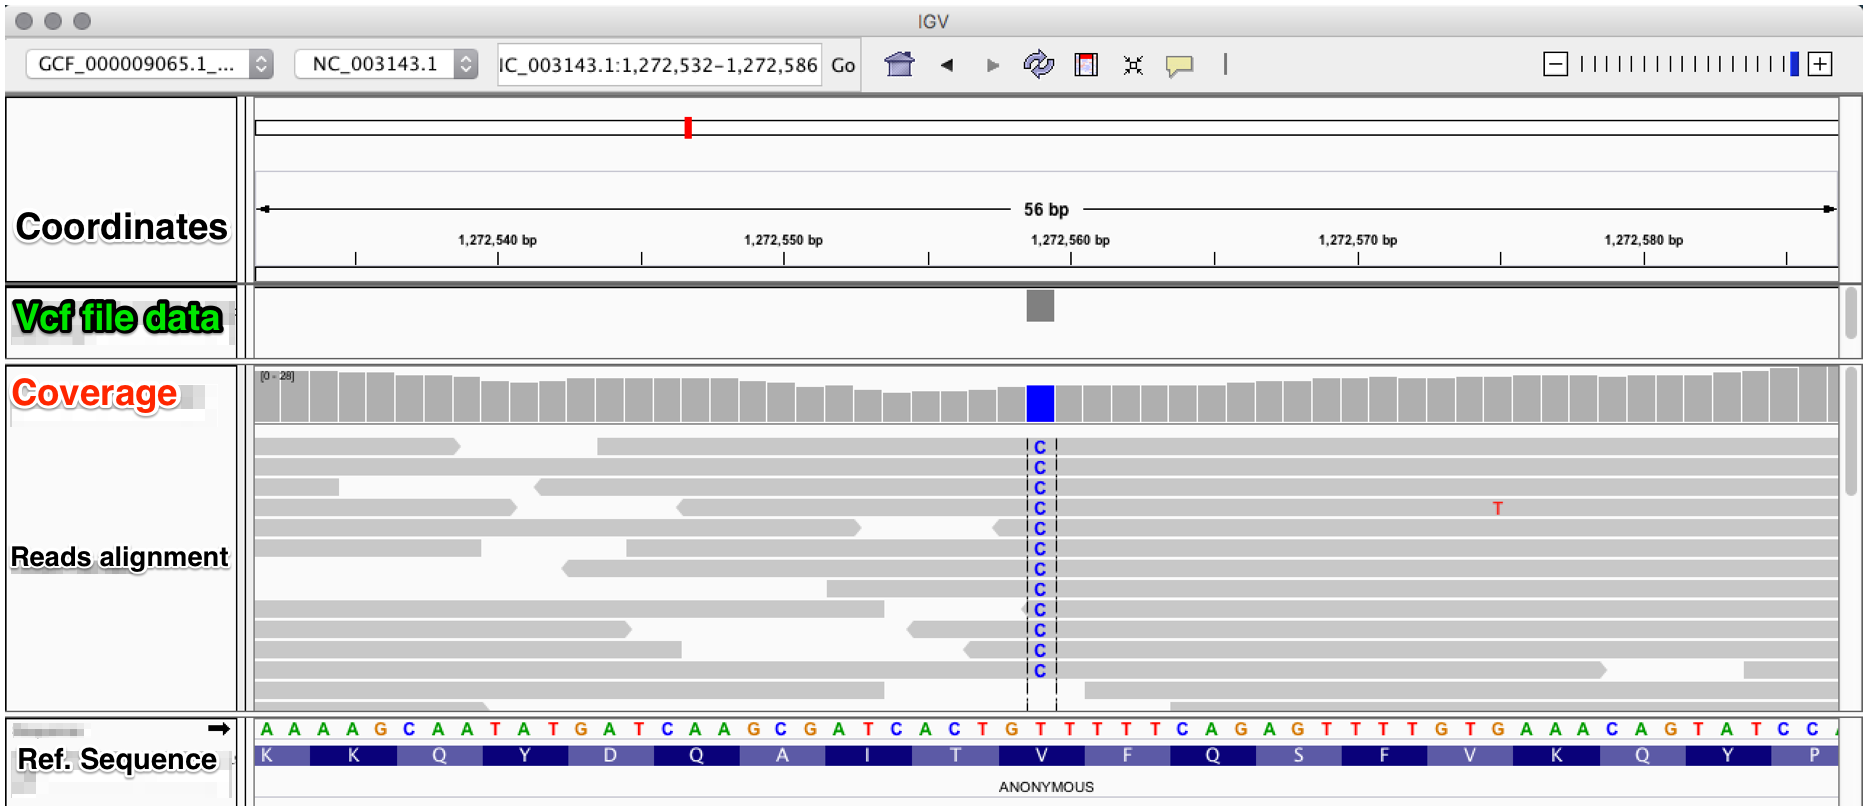 IGV
GCF_000009065.1_... NC_003143.1 IC_003143.1:1,272,532-1,272,586 Go
Coordinates
56 bp
1,272,540 bp 1,272,550 bp 1,272,560 bp 1,272,570 bp 1,272,580 bp
Vcf file data
Coverage
[0 - 28]
Reads alignment
C
C
C
C T
C
C
C
C
C
C
C
C
Ref. Sequence
A A A A G C A A T A T G A T C A A G C G A T C A C T G T T T T T C A G A G T T T T G T G A A A C A G T A T C C
K K Q Y D Q A I T V F Q S F V K Q Y P
ANONYMOUS